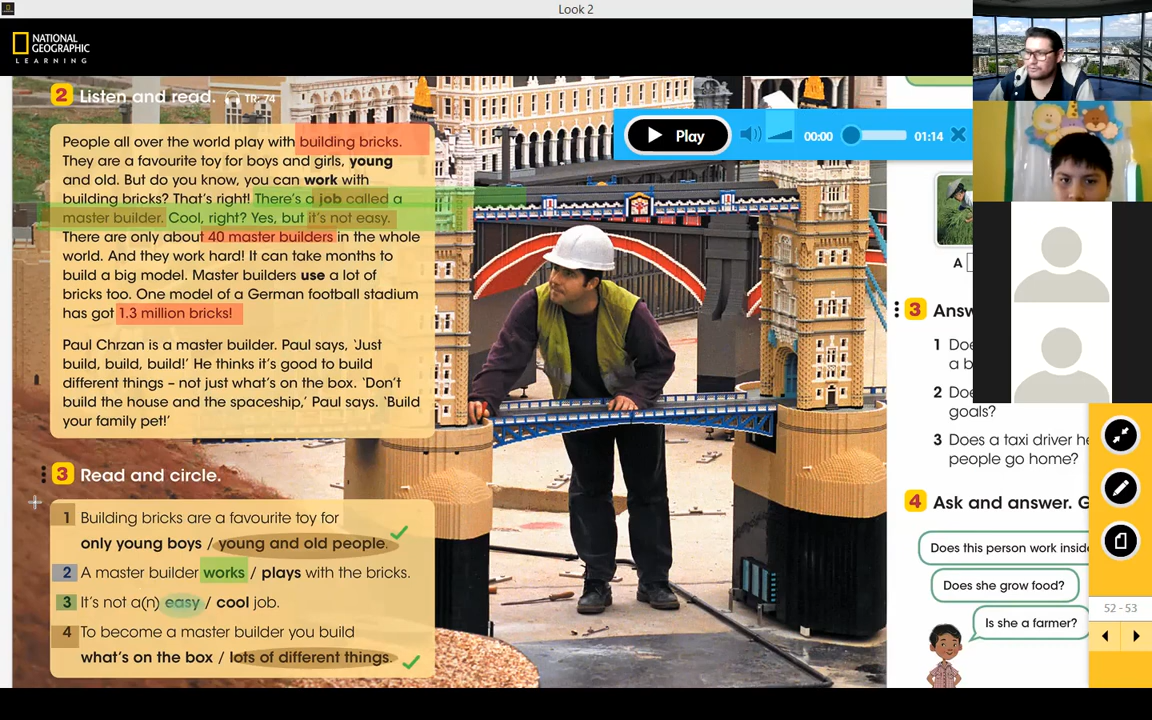 Look 2
NATIONAL
GEOGRAPHIC
LEARNING
2 Listen and read. TR: 74
People all over the world play with building bricks.
They are a favourite toy for boys and girls, young
and old. But do you know, you can work with
building bricks? That's right! There's a job called a
master builder. Cool, right? Yes, but it's not easy.
There are only about 40 master builders in the whole
world. And they work hard! It can take months to
build a big model. Master builders use a lot of
bricks too. One model of a German football stadium
has got 1.3 million bricks!
Paul Chrzan is a master builder. Paul says, 'Just
build, build, build!' He thinks it's good to build
different things – not just what's on the box. 'Don't
build the house and the spaceship,' Paul says. 'Build
your family pet!'
3 Read and circle.
1 Building bricks are a favourite toy for
only young boys / young and old people.
2 A master builder works / plays with the bricks.
3 It's not a(n) easy / cool job.
4 To become a master builder you build
what's on the box / lots of different things.
Play 00:00 01:14
A
3 Answ
1 Doe
a b
2 Doe
goals?
3 Does a taxi driver he
people go home?
4 Ask and answer. G
Does this person work insid
Does she grow food?
Is she a farmer?
52 - 53